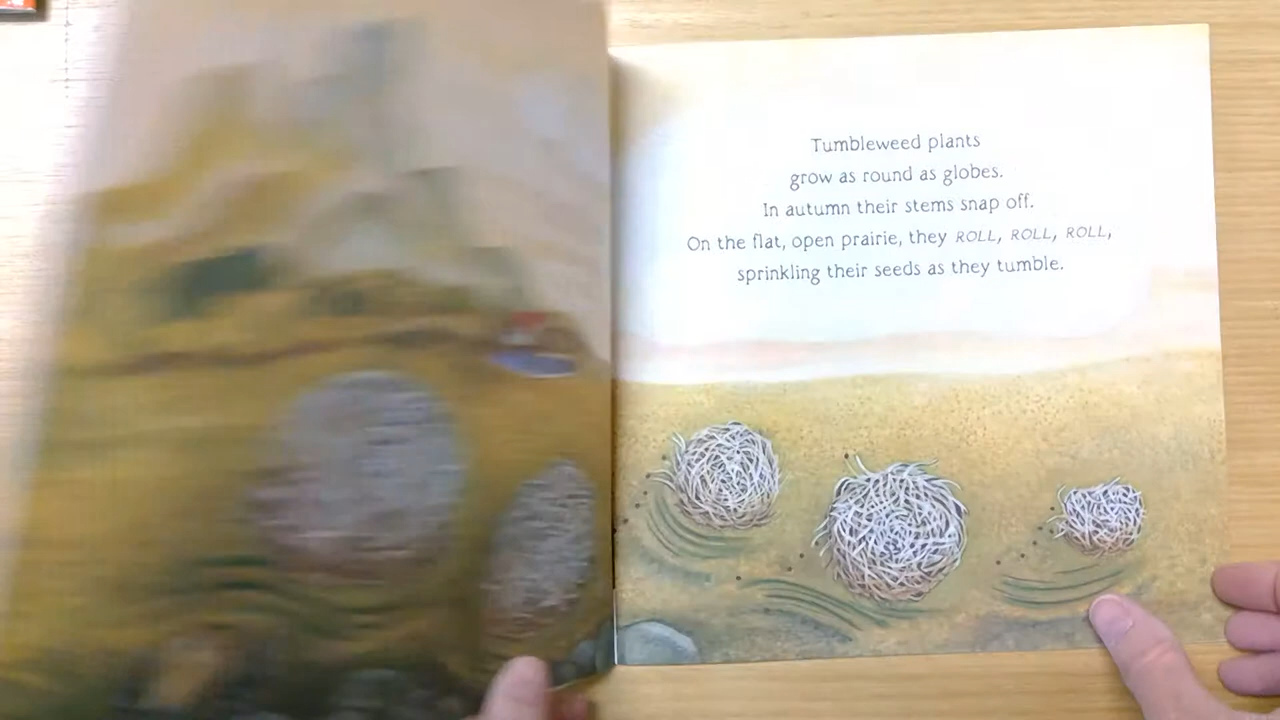 Tumbleweed plants
grow as round as globes.
In autumn their stems snap off.
On the flat, open prairie, they ROLL, ROLL, ROLL,
sprinkling their seeds as they tumble.